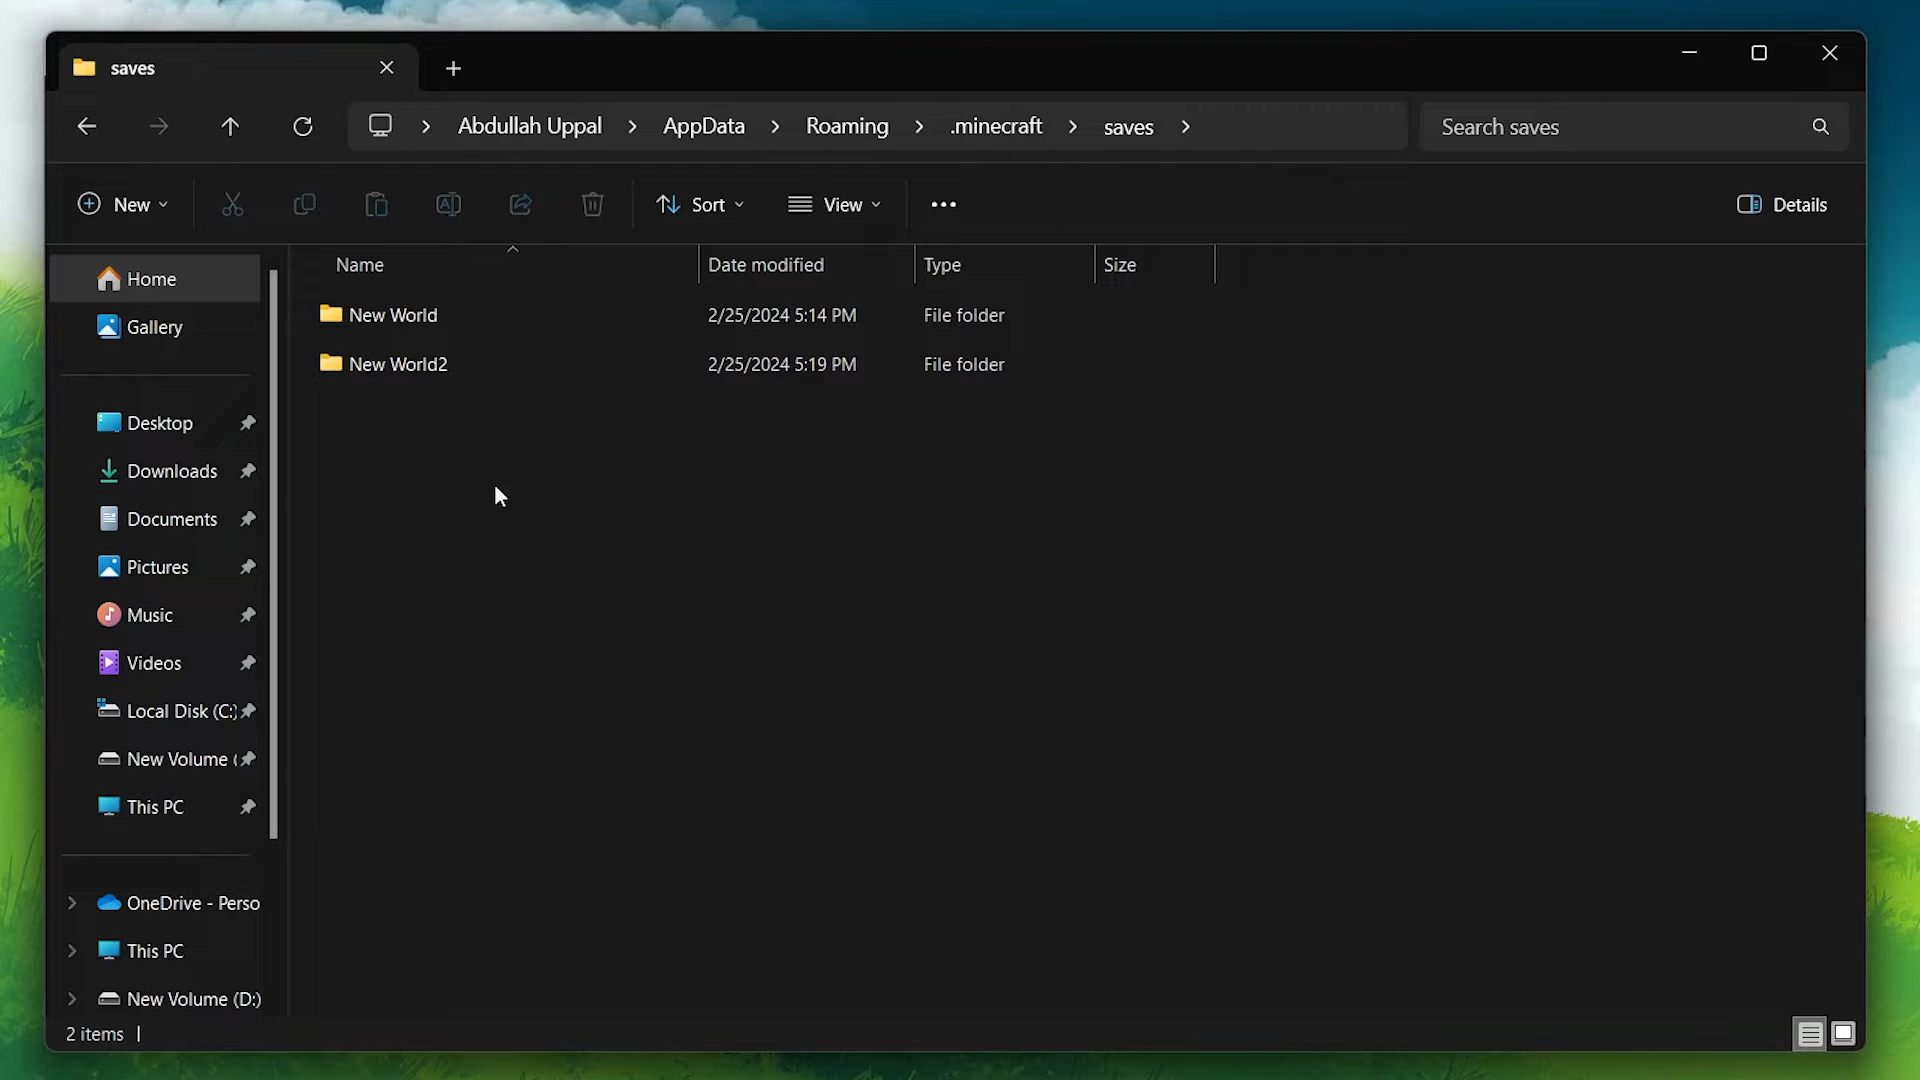 saves
Abdullah Uppal > AppData > Roaming > .minecraft > saves >
Search saves
New
Sort
View
Details
Name Date modified Type Size
New World 2/25/2024 5:14 PM File folder
New World2 2/25/2024 5:19 PM File folder
Home
Gallery
Desktop
Downloads
Documents
Pictures
Music
Videos
Local Disk (C:)
New Volume (
This PC
OneDrive - Perso
This PC
New Volume (D:)
2 items